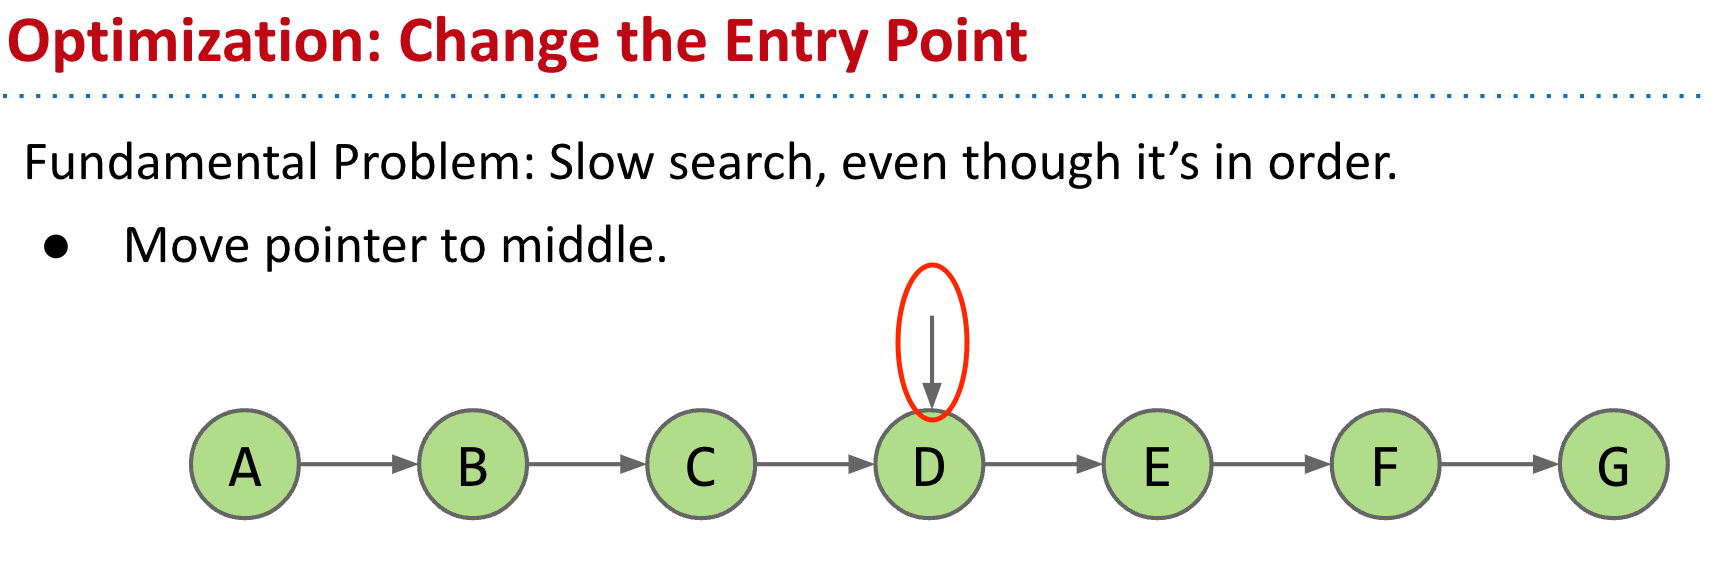 Optimization: Change the Entry Point
Fundamental Problem: Slow search, even though it’s in order.
● Move pointer to middle.
A B C D E F G